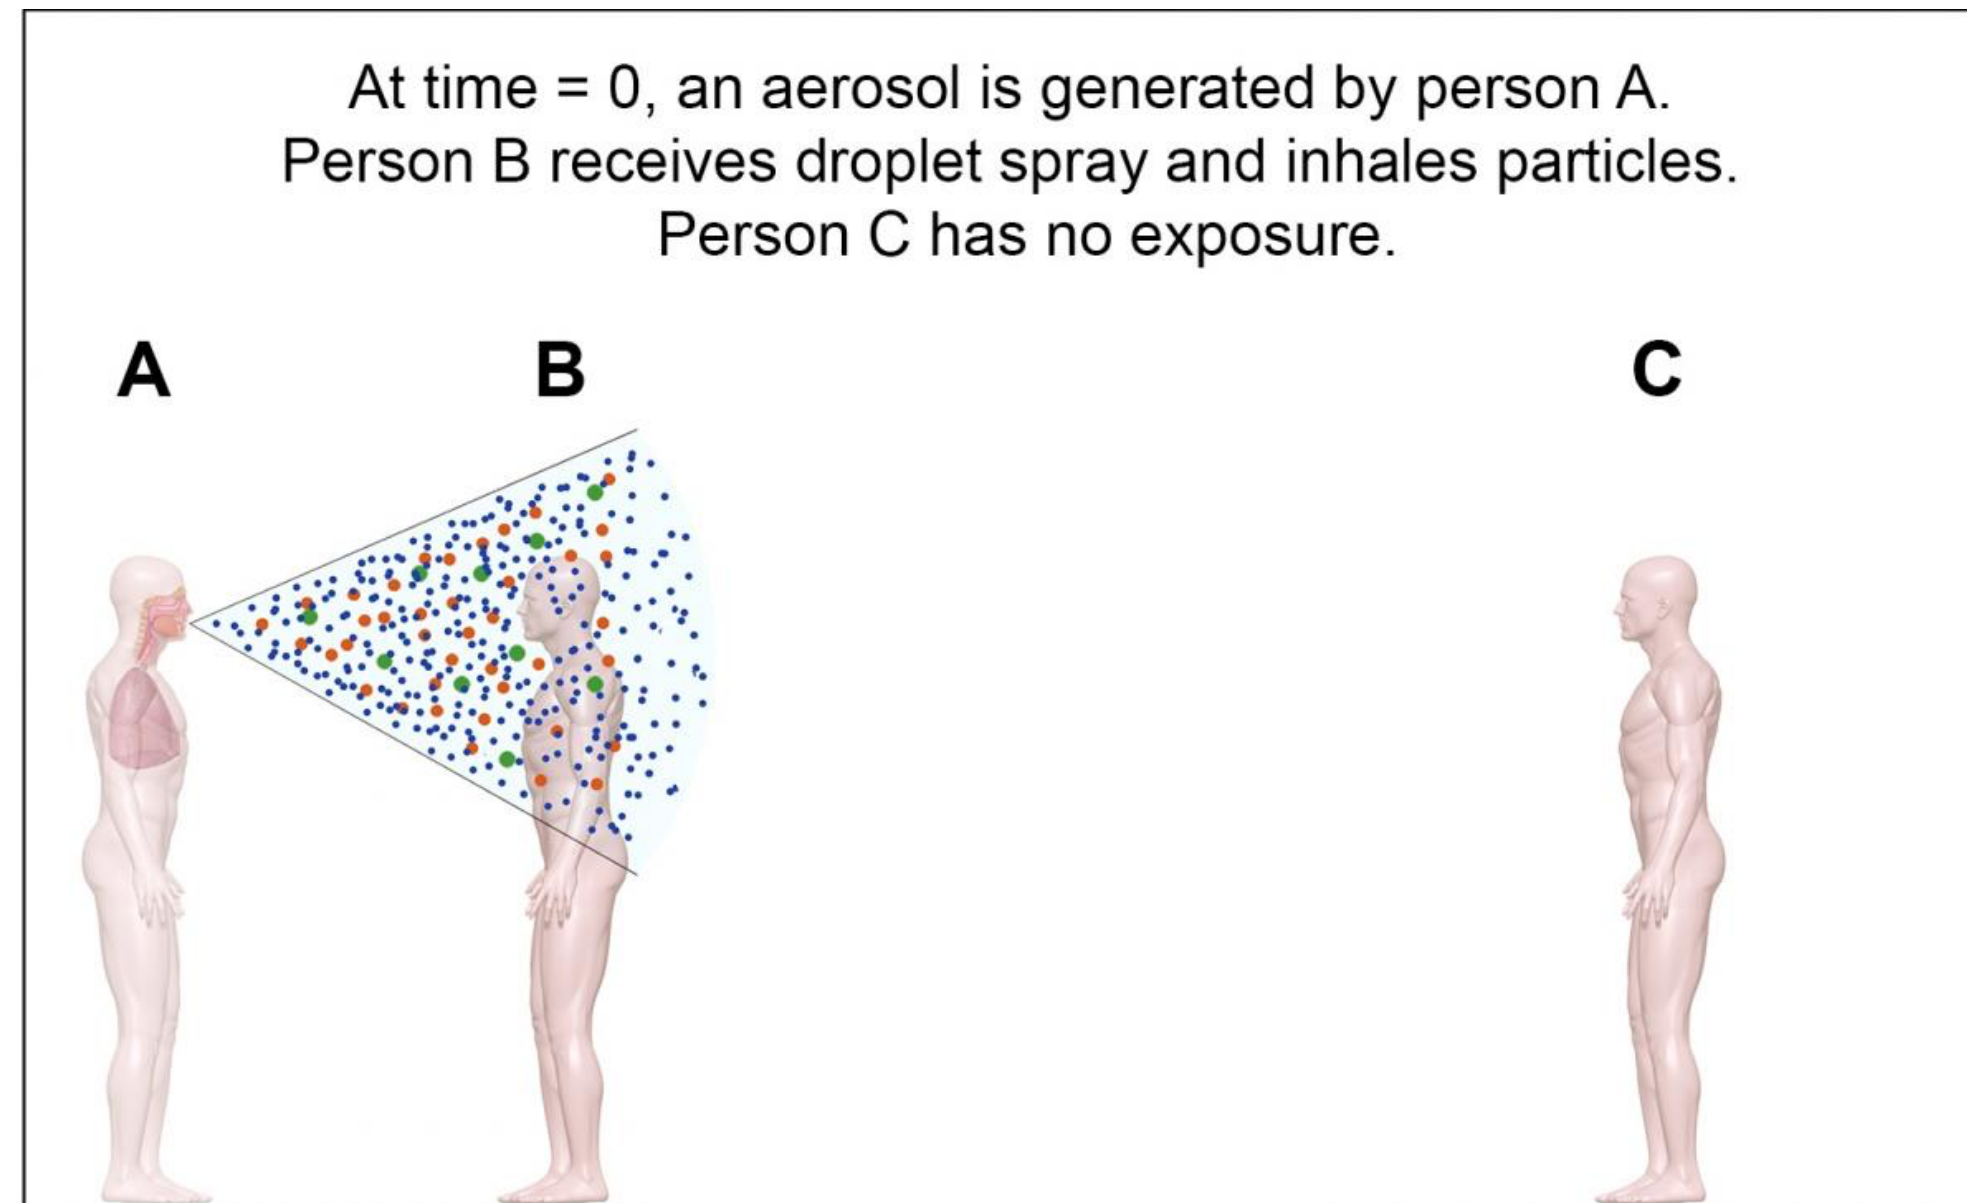 At time = 0, an aerosol is generated by person A.
Person B receives droplet spray and inhales particles.
Person C has no exposure.
A
B
C